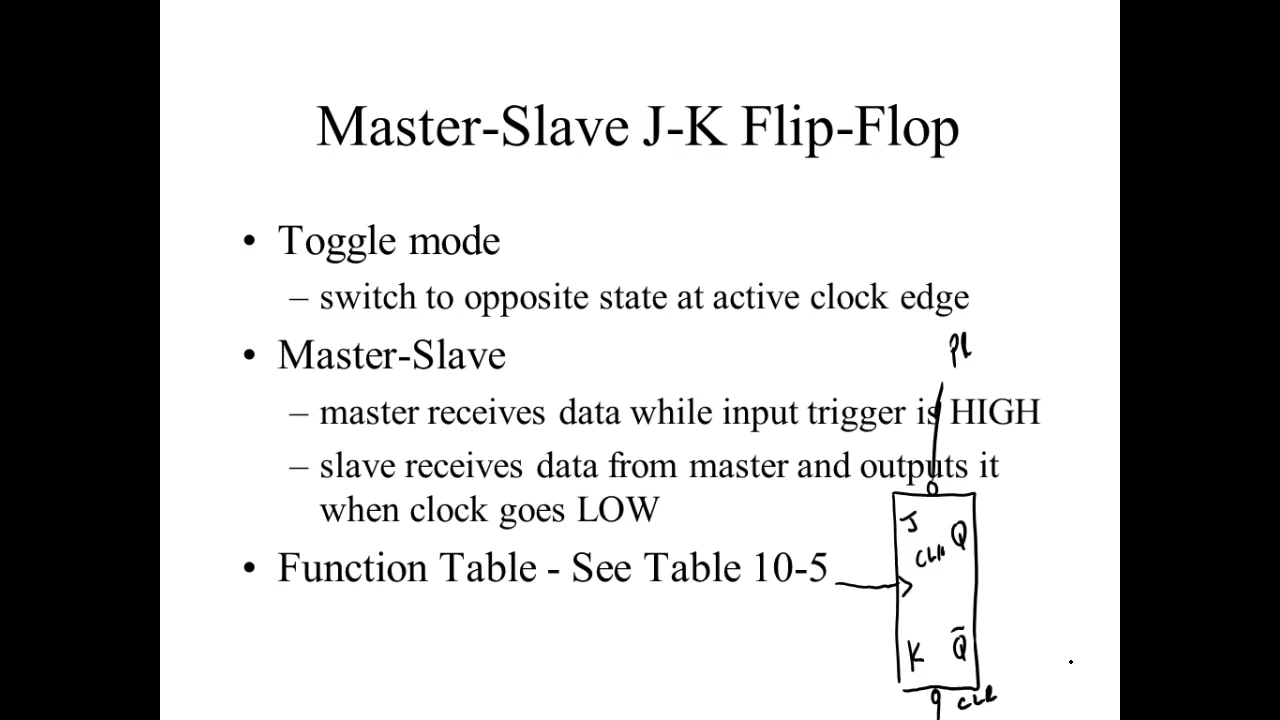 Master-Slave J-K Flip-Flop
• Toggle mode
– switch to opposite state at active clock edge
• Master-Slave
– master receives data while input trigger is HIGH
– slave receives data from master and outputs it
when clock goes LOW
• Function Table - See Table 10-5
J Q
CLK
K Q̅
CLR